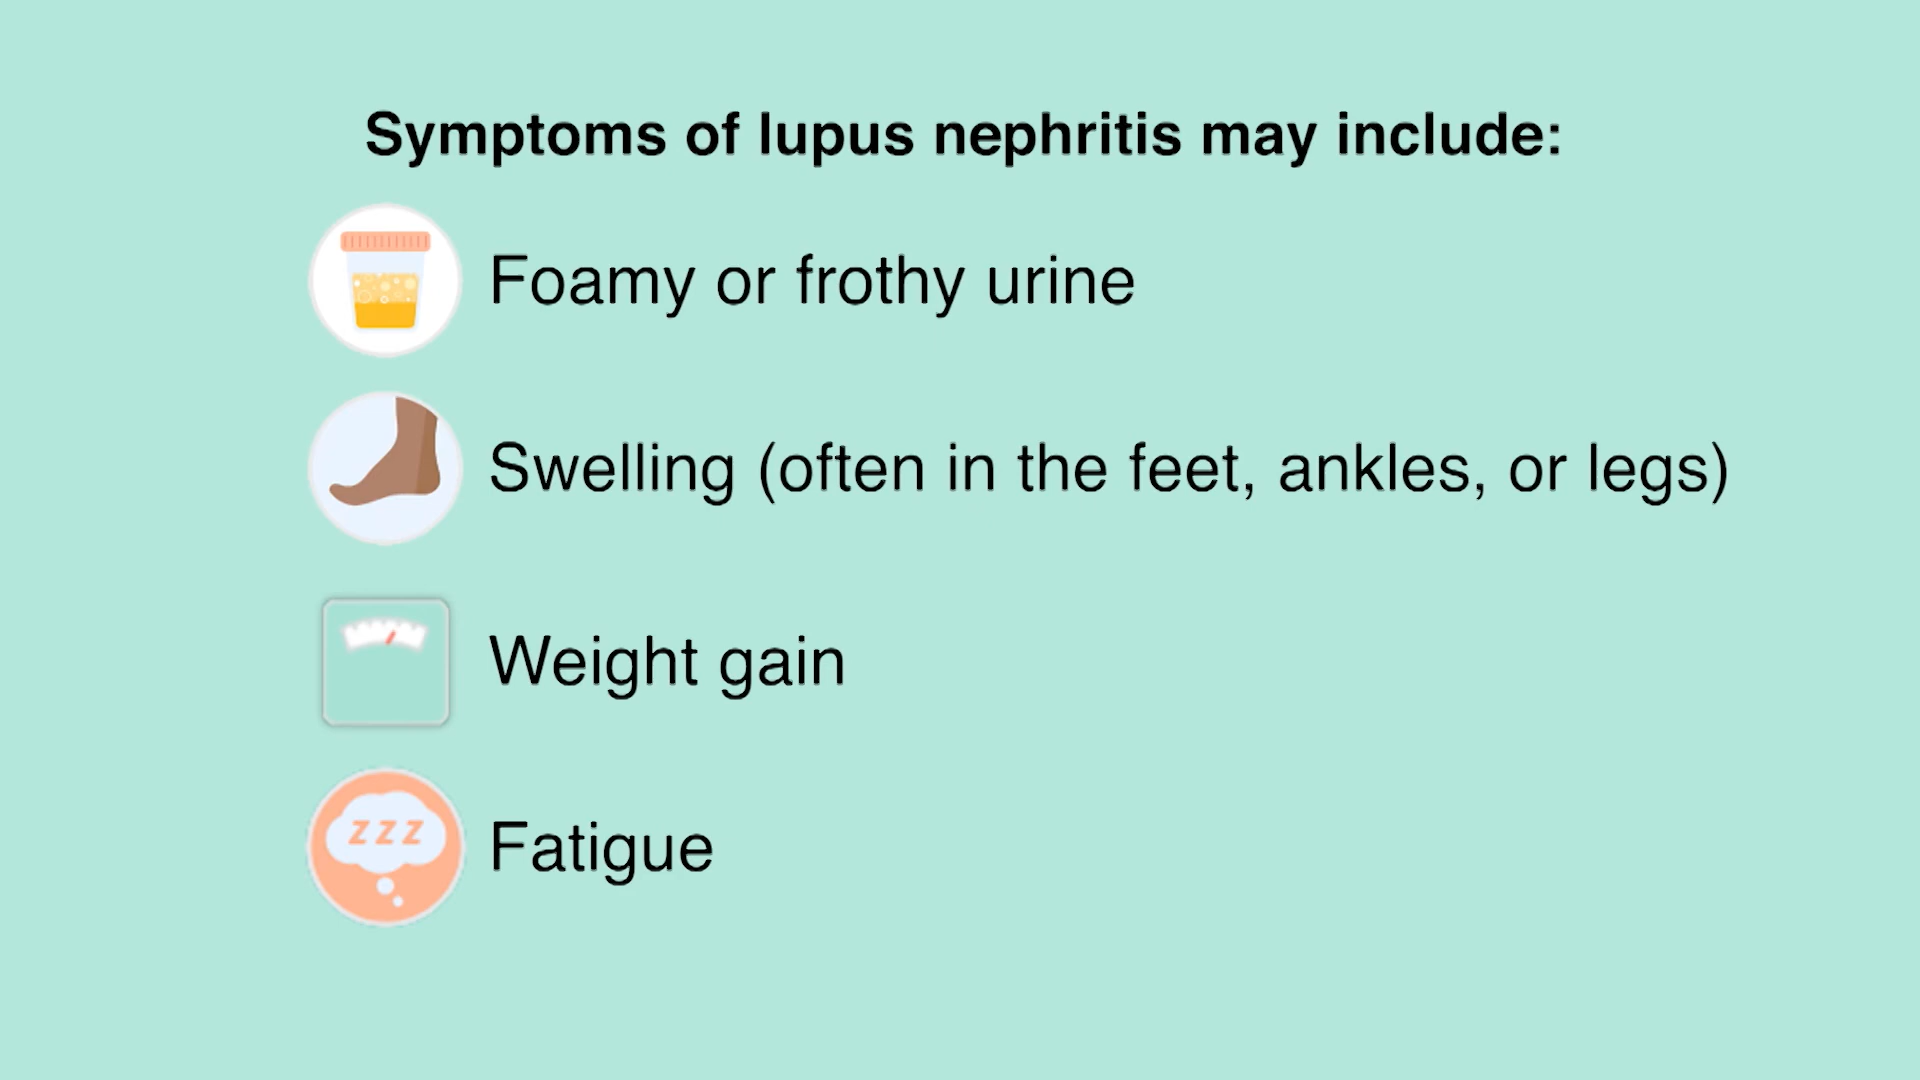 Symptoms of lupus nephritis may include:
Foamy or frothy urine
Swelling (often in the feet, ankles, or legs)
Weight gain
z z z
Fatigue